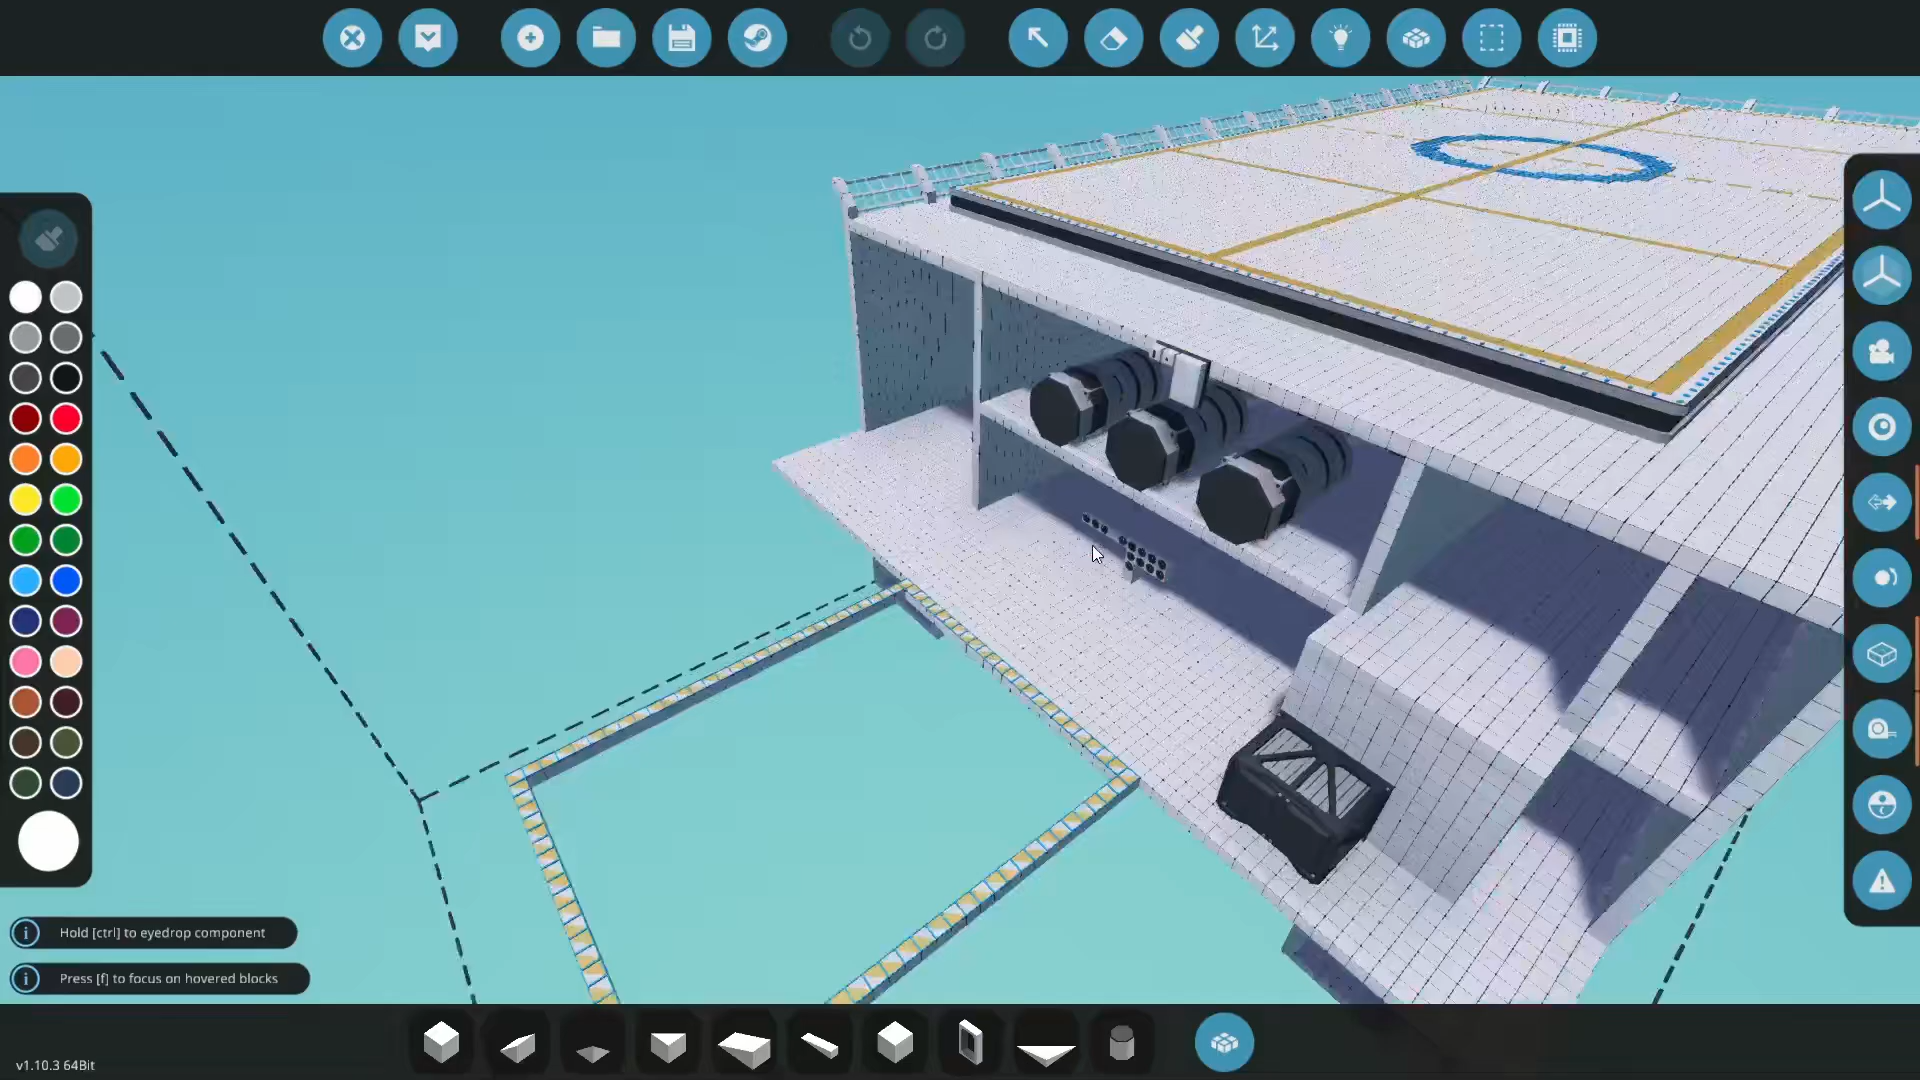 Hold [ctrl] to eyedrop component
Press [f] to focus on hovered blocks
v1.10.3 64Bit